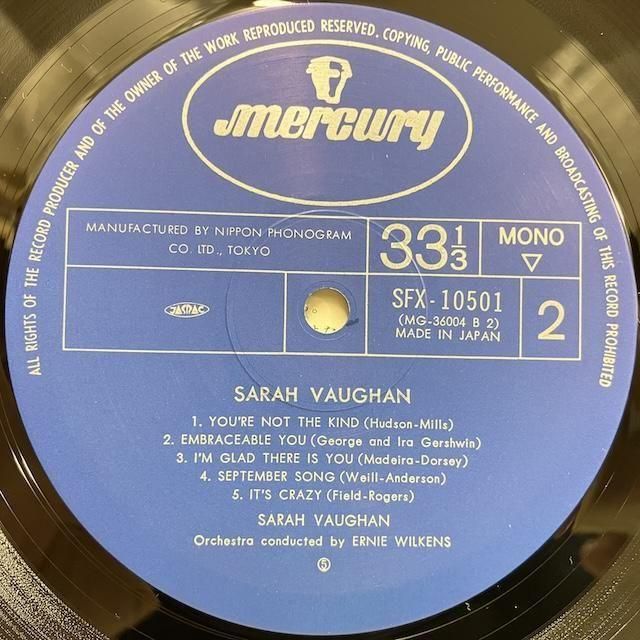 ALL RIGHTS OF THE RECORD PRODUCER AND OF THE OWNER OF THE WORK REPRODUCED RESERVED. COPYING, PUBLIC PERFORMANCE AND BROADCASTING OF THIS RECORD PROHIBITED
mercury
MANUFACTURED BY NIPPON PHONOGRAM
CO. LTD., TOKYO
33 1/3
MONO
▽
JASRAC
SFX-10501
(MG-36004 B 2)
MADE IN JAPAN
2
SARAH VAUGHAN
1. YOU'RE NOT THE KIND (Hudson-Mills)
2. EMBRACEABLE YOU (George and Ira Gershwin)
3. I'M GLAD THERE IS YOU (Madeira-Dorsey)
4. SEPTEMBER SONG (Weill-Anderson)
5. IT'S CRAZY (Field-Rogers)
SARAH VAUGHAN
Orchestra conducted by ERNIE WILKENS
⑤